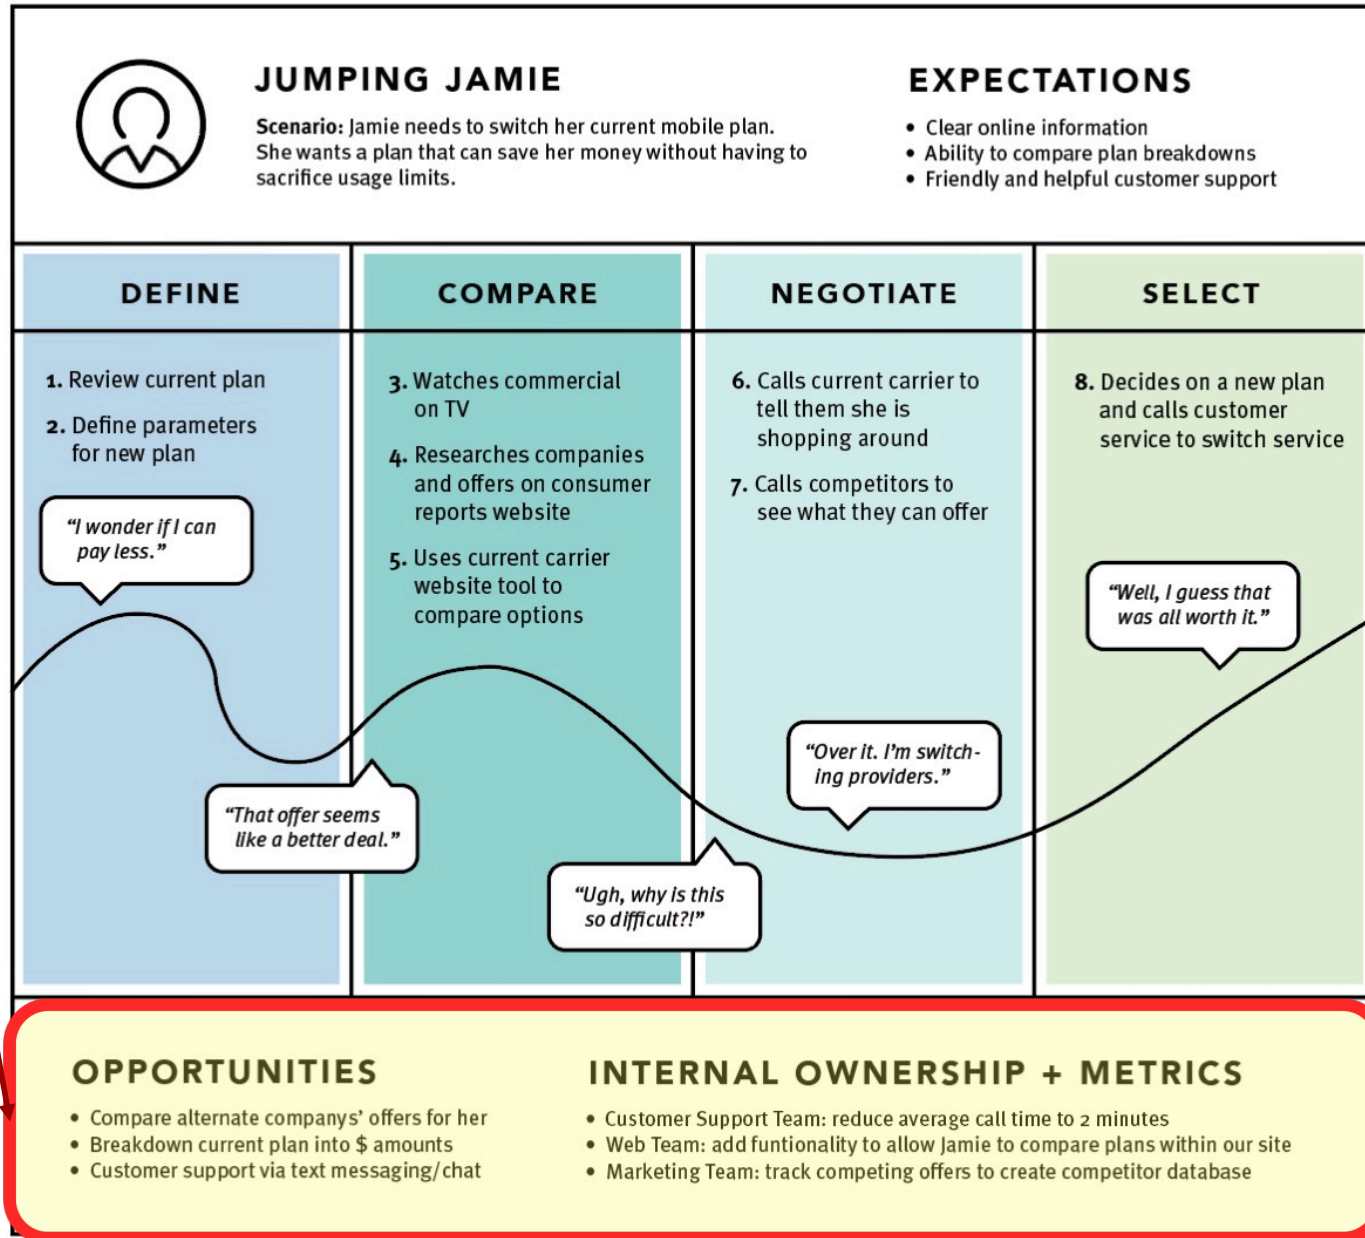 JUMPING JAMIE
Scenario: Jamie needs to switch her current mobile plan.
She wants a plan that can save her money without having to
sacrifice usage limits.
EXPECTATIONS
• Clear online information
• Ability to compare plan breakdowns
• Friendly and helpful customer support
DEFINE
1. Review current plan
2. Define parameters
for new plan
“I wonder if I can
pay less.”
COMPARE
3. Watches commercial
on TV
4. Researches companies
and offers on consumer
reports website
5. Uses current carrier
website tool to
compare options
“That offer seems
like a better deal.”
NEGOTIATE
6. Calls current carrier to
tell them she is
shopping around
7. Calls competitors to
see what they can offer
“Ugh, why is this
so difficult?!”
“Over it. I’m switch-
ing providers.”
SELECT
8. Decides on a new plan
and calls customer
service to switch service
“Well, I guess that
was all worth it.”
OPPORTUNITIES
• Compare alternate companys’ offers for her
• Breakdown current plan into $ amounts
• Customer support via text messaging/chat
INTERNAL OWNERSHIP + METRICS
• Customer Support Team: reduce average call time to 2 minutes
• Web Team: add funtionality to allow Jamie to compare plans within our site
• Marketing Team: track competing offers to create competitor database